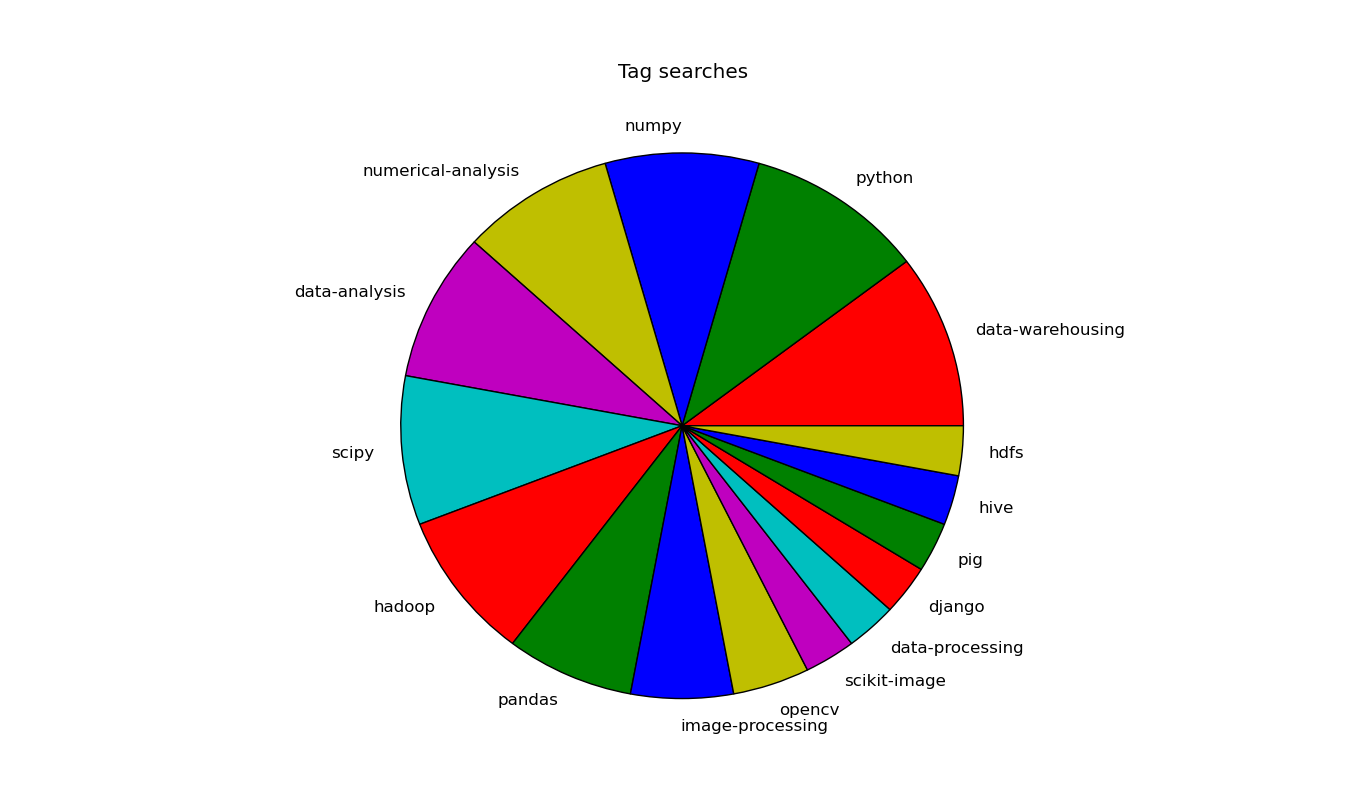 Tag searches
numpy
numerical-analysis
python
data-analysis
data-warehousing
scipy
hdfs
hive
pig
hadoop
django
data-processing
scikit-image
pandas
opencv
image-processing